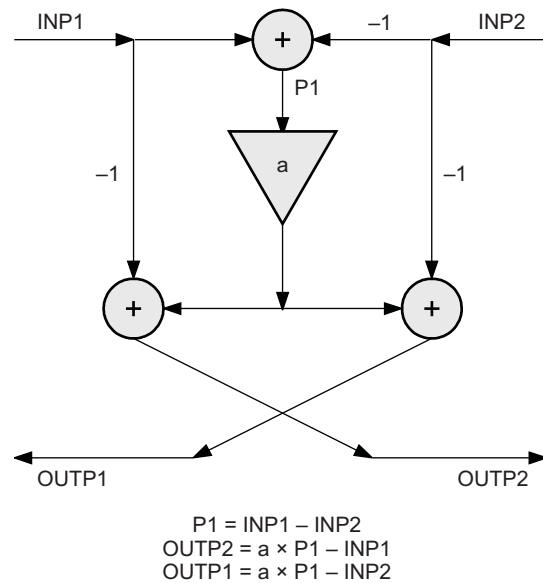 INP1
–1
INP2
+
P1
a
–1
–1
+
+
OUTP1
OUTP2
P1 = INP1 – INP2
OUTP2 = a × P1 – INP1
OUTP1 = a × P1 – INP2